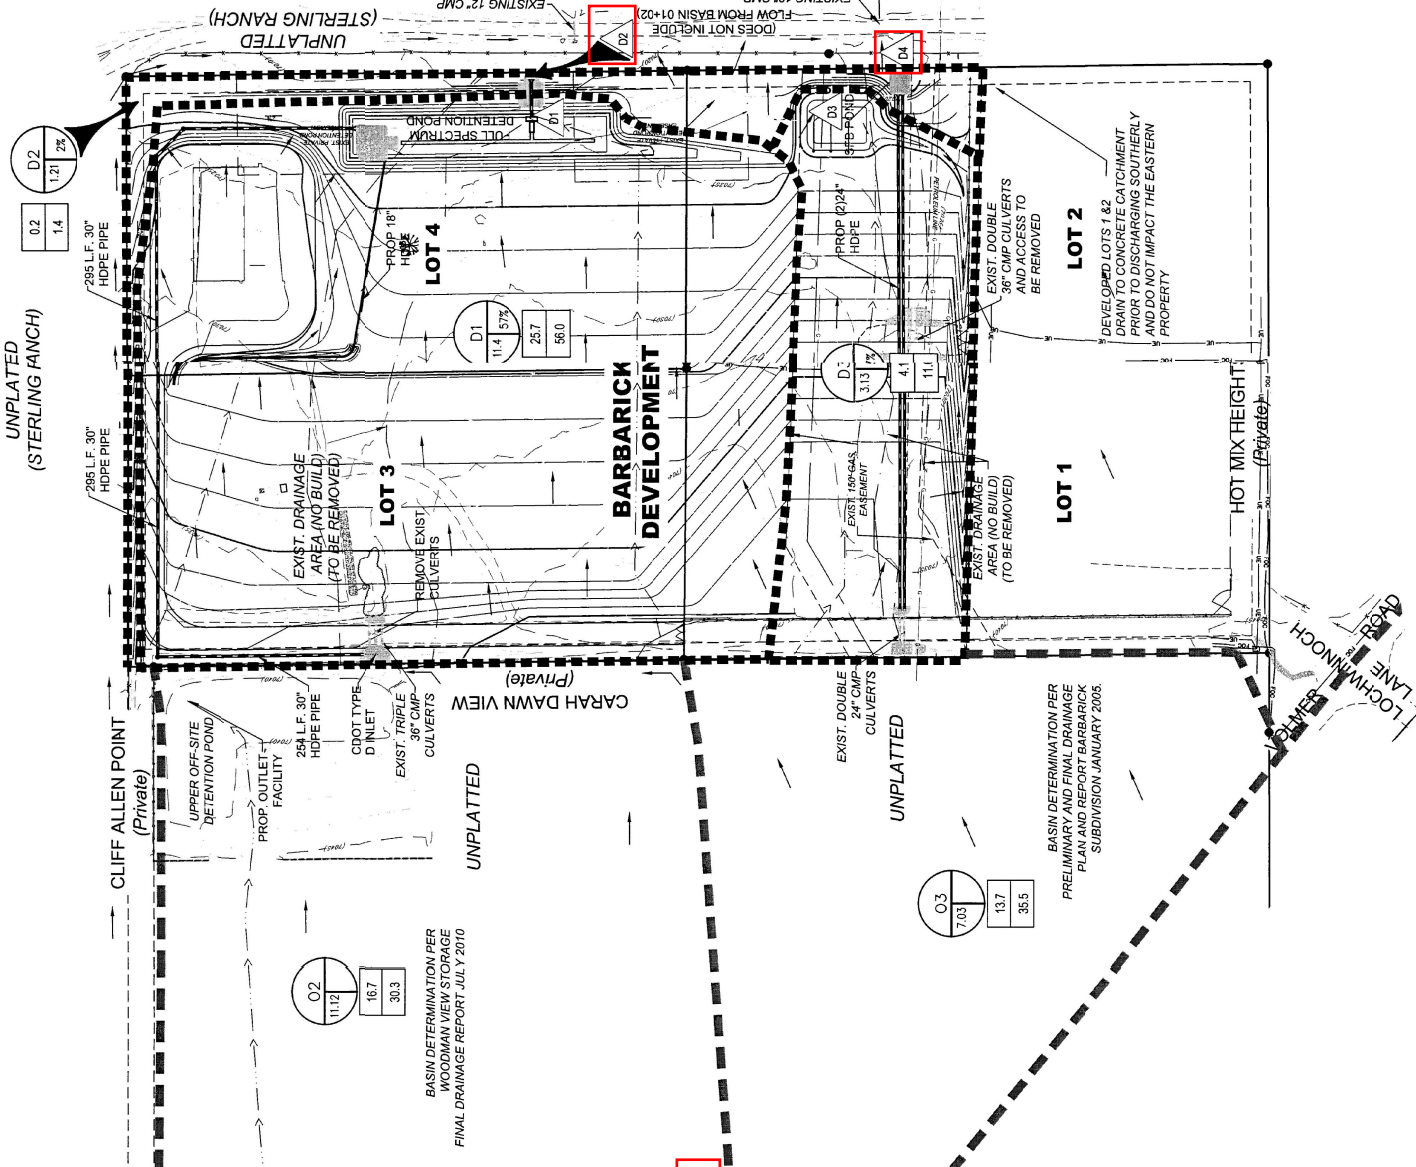 EXISTING 12" CMP
UNPLATTED
(STERLING RANCH)
(DOES NOT INCLUDE
FLOW FROM BASIN 01+02)
D2
D4
D2
1.21
2%
0.2
1.4
UNPLATED
(STERLING RANCH)
295 L.F. 30"
HDPE PIPE
295 L.F. 30"
HDPE PIPE
FULL SPECTRUM
DETENTION POND
D1
D3
SFB POND
PROP 18"
HDPE
LOT 4
D1
11.4
57%
25.7
56.0
BARBARICK
DEVELOPMENT
PROP (2)24"
HDPE
PETROLEUM LINE
EXIST. DOUBLE
36" CMP CULVERTS
AND ACCESS TO
BE REMOVED
LOT 2
DEVELOPED LOTS 1 &2
DRAIN TO CONCRETE CATCHMENT
PRIOR TO DISCHARGING SOUTHERLY
AND DO NOT IMPACT THE EASTERN
PROPERTY
3.13
4.1
EXIST. DRAINAGE
AREA (NO BUILD)
(TO BE REMOVED)
LOT 3
REMOVE EXIST.
CULVERTS
EXIST. 150' GAS
EASEMENT
EXIST. DRAINAGE
AREA (NO BUILD)
(TO BE REMOVED)
LOT 1
HOT MIX HEIGHT
(Private)
CLIFF ALLEN POINT
(Private)
UPPER OFF-SITE
DETENTION POND
PROP. OUTLET
FACILITY
254 L.F. 30"
HDPE PIPE
CDOT TYPE
D INLET
EXIST. TRIPLE
36" CMP
CULVERTS
CARAH DAWN VIEW
(Private)
UNPLATTED
EXIST. DOUBLE
24" CMP
CULVERTS
UNPLATTED
LOCHWINNOCH
LANE
VOLMER ROAD
O2
11.12
16.7
30.3
BASIN DETERMINATION PER
WOODMAN VIEW STORAGE
FINAL DRAINAGE REPORT JULY 2010
O3
7.03
13.7
35.5
BASIN DETERMINATION PER
PRELIMINARY AND FINAL DRAINAGE
PLAN AND REPORT BARBARICK
SUBDIVISION JANUARY 2005.